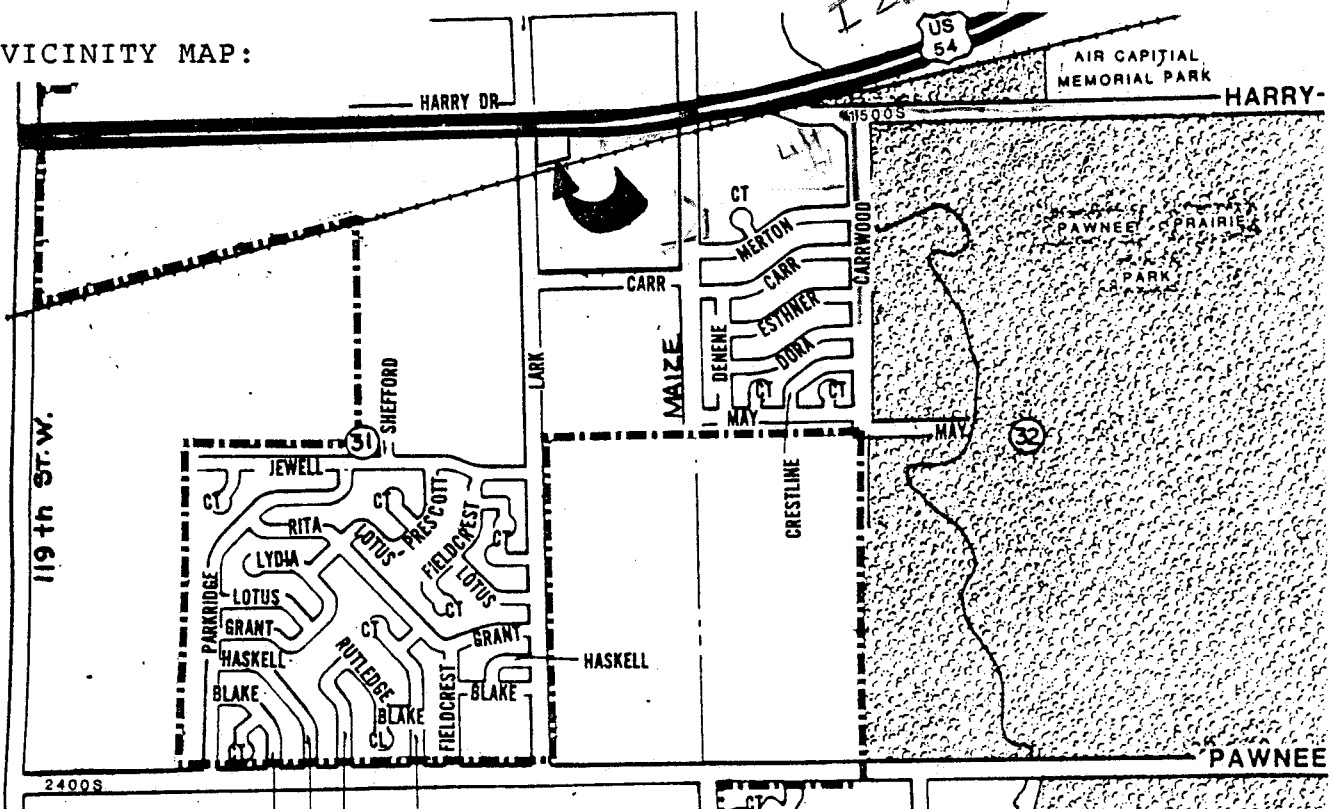 VICINITY MAP:
US
54
AIR CAPITIAL
MEMORIAL PARK
HARRY DR
HARRY
1500S
CT
MERTON
CARRWOOD
PAWNEE PRAIRIE
PARK
CARR
CARR
ESTHNER
DENENE
DORA
LARK
MAIZE
SHEFFORD
CT
CT
MAY
MAY
31
32
119th ST. W.
JEWELL
CT
CT
PRESCOTT
CRESTLINE
RITA
LOTUS
FIELDCREST
CT
LYDIA
LOTUS
LOTUS
PARKRIDGE
CT
GRANT
CT
GRANT
HASKELL
HASKELL
RUTLEDGE
BLAKE
BLAKE
BLAKE
FIELDCREST
CT
CL
PAWNEE
2400S
CT